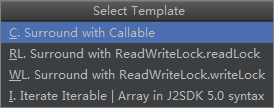 Select Template
C. Surround with Callable
RL. Surround with ReadWriteLock.readLock
WL. Surround with ReadWriteLock.writeLock
I. Iterate Iterable | Array in J2SDK 5.0 syntax